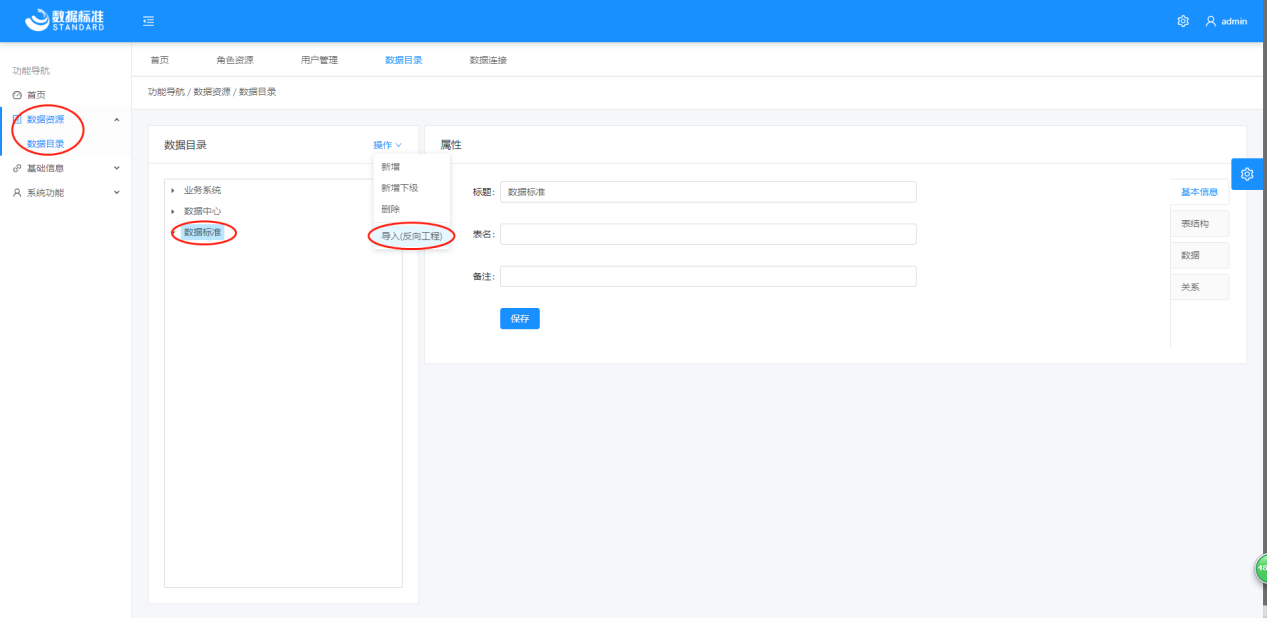 数据标准
STANDARD
admin
功能导航
首页
数据资源
数据目录
基础信息
系统功能
首页 角色资源 用户管理 数据目录 数据连接
功能导航 / 数据资源 / 数据目录
数据目录 操作
新增
新增下级
删除
导入(反向工程)
业务系统
数据中心
数据标准
属性
标题: 数据标准
表名:
备注:
保存
基本信息
表结构
数据
关系